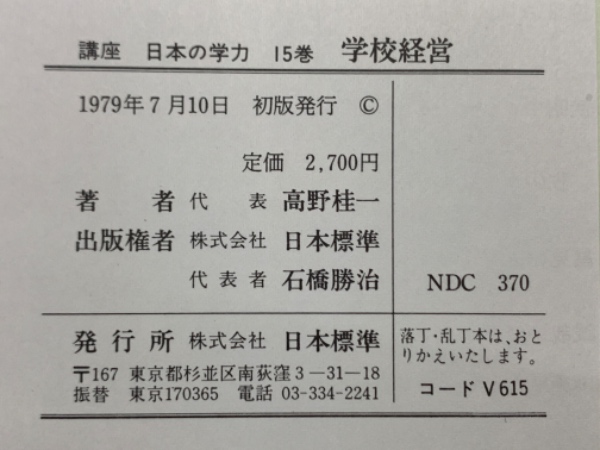 講座 日本の学力 15巻 学校経営
1979年7月10日 初版発行 ©
定価 2,700円
著者 代表 高野桂一
出版権者 株式会社 日本標準
代表者 石橋勝治
NDC 370
発行所 株式会社 日本標準
〒167 東京都杉並区南荻窪3-31-18
振替 東京170365 電話 03-334-2241
落丁・乱丁本は、おと
りかえいたします。
コード V615